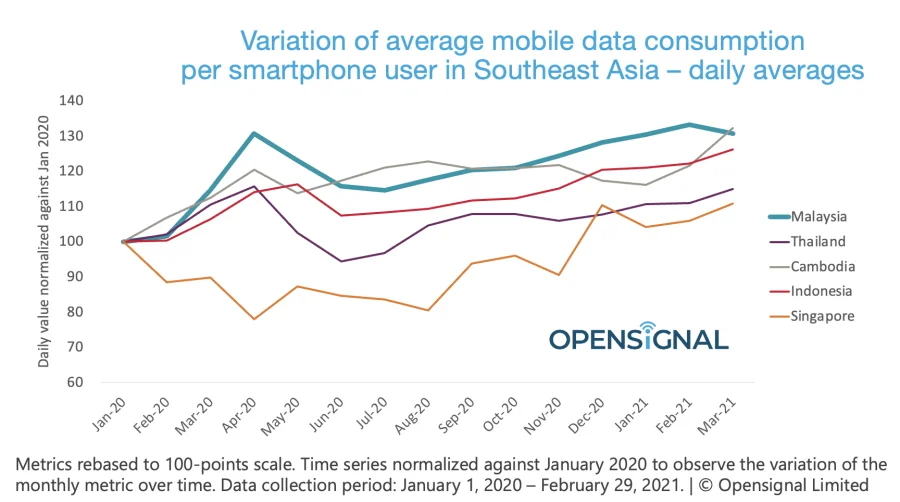 Variation of average mobile data consumption
per smartphone user in Southeast Asia – daily averages
Daily value normalized against Jan 2020
140
130
120
110
100
90
80
70
60
Jan-20
Feb-20
Mar-20
Apr-20
May-20
Jun-20
Jul-20
Aug-20
Sep-20
Oct-20
Nov-20
Dec-20
Jan-21
Feb-21
Mar-21
Malaysia
Thailand
Cambodia
Indonesia
Singapore
OPENSIGNAL
Metrics rebased to 100-points scale. Time series normalized against January 2020 to observe the variation of the
monthly metric over time. Data collection period: January 1, 2020 – February 29, 2021. | © Opensignal Limited